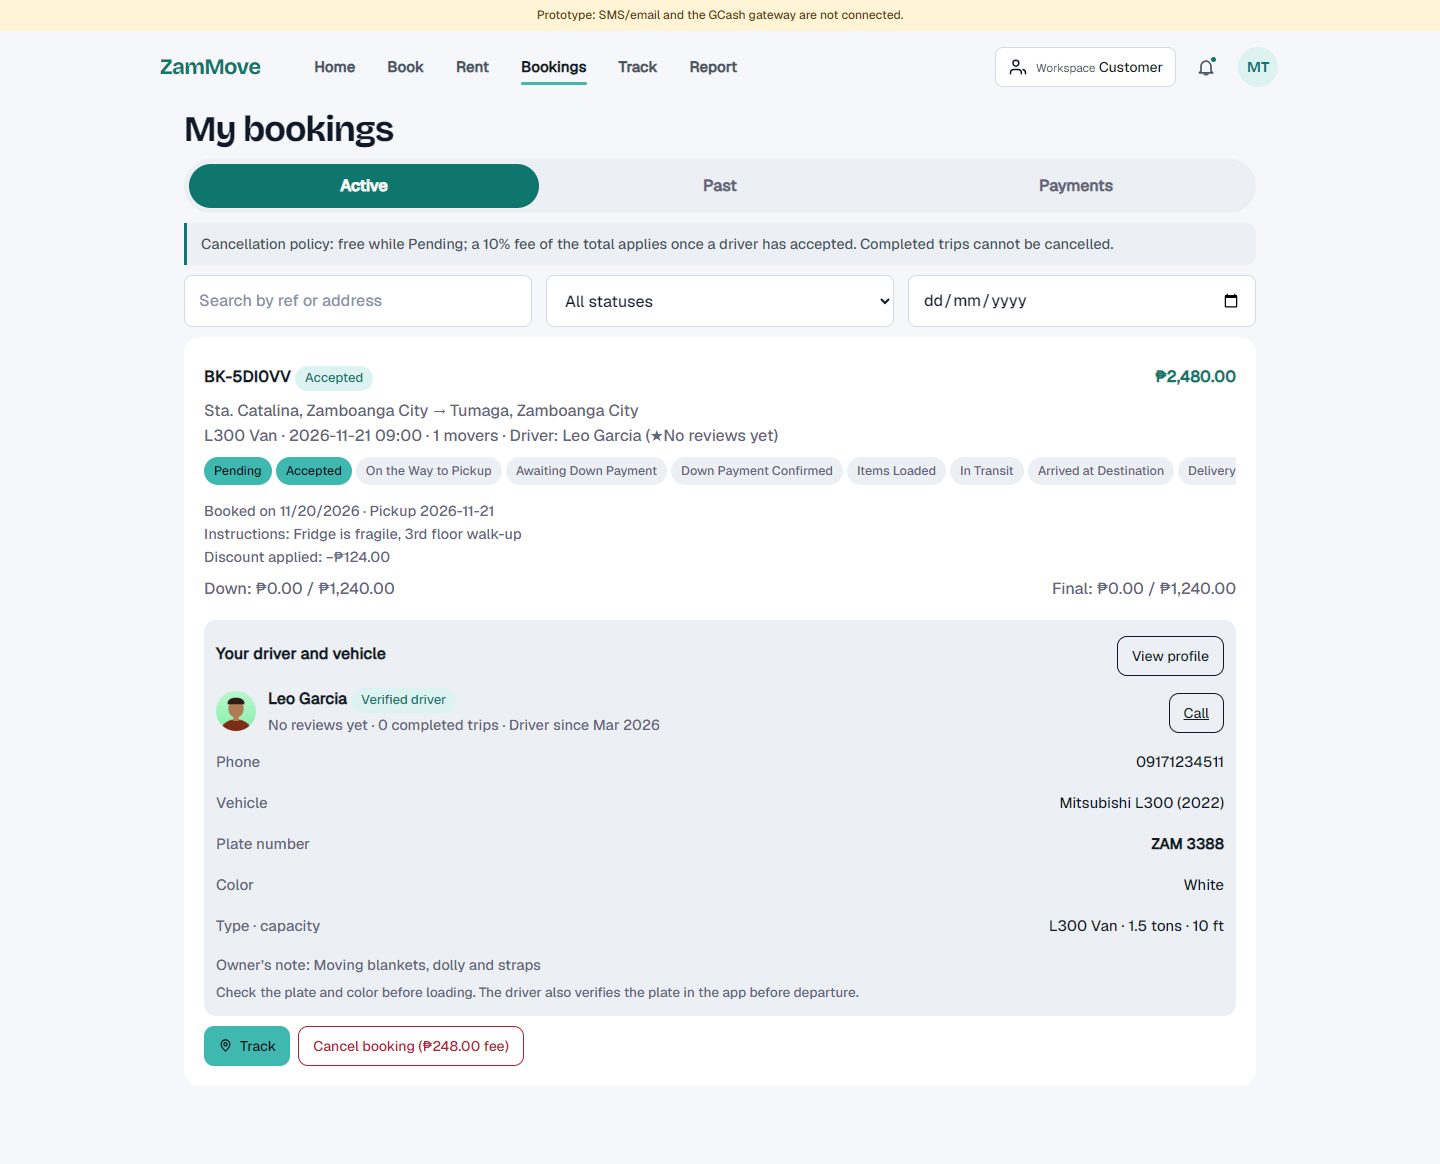 Prototype: SMS/email and the GCash gateway are not connected.
ZamMove Home Book Rent Bookings Track Report Workspace Customer MT
My bookings
Active Past Payments
Cancellation policy: free while Pending; a 10% fee of the total applies once a driver has accepted. Completed trips cannot be cancelled.
Search by ref or address All statuses dd/mm/yyyy
BK-5DI0VV Accepted ₱2,480.00
Sta. Catalina, Zamboanga City → Tumaga, Zamboanga City
L300 Van · 2026-11-21 09:00 · 1 movers · Driver: Leo Garcia (★No reviews yet)
Pending Accepted On the Way to Pickup Awaiting Down Payment Down Payment Confirmed Items Loaded In Transit Arrived at Destination Delivery
Booked on 11/20/2026 · Pickup 2026-11-21
Instructions: Fridge is fragile, 3rd floor walk-up
Discount applied: −₱124.00
Down: ₱0.00 / ₱1,240.00 Final: ₱0.00 / ₱1,240.00
Your driver and vehicle View profile
Leo Garcia Verified driver
No reviews yet · 0 completed trips · Driver since Mar 2026
Call
Phone 09171234511
Vehicle Mitsubishi L300 (2022)
Plate number ZAM 3388
Color White
Type · capacity L300 Van · 1.5 tons · 10 ft
Owner's note: Moving blankets, dolly and straps
Check the plate and color before loading. The driver also verifies the plate in the app before departure.
Track Cancel booking (₱248.00 fee)